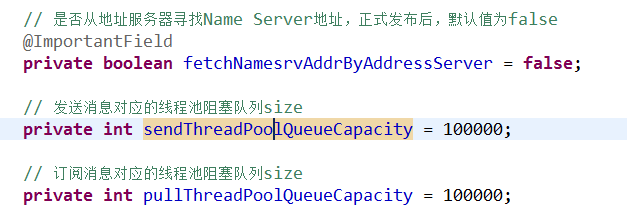 // 是否从地址服务器寻找Name Server地址，正式发布后，默认值为false
@ImportantField
private boolean fetchNamesrvAddrByAddressServer = false;
// 发送消息对应的线程池阻塞队列size
private int sendThreadPoolQueueCapacity = 100000;
// 订阅消息对应的线程池阻塞队列size
private int pullThreadPoolQueueCapacity = 100000;